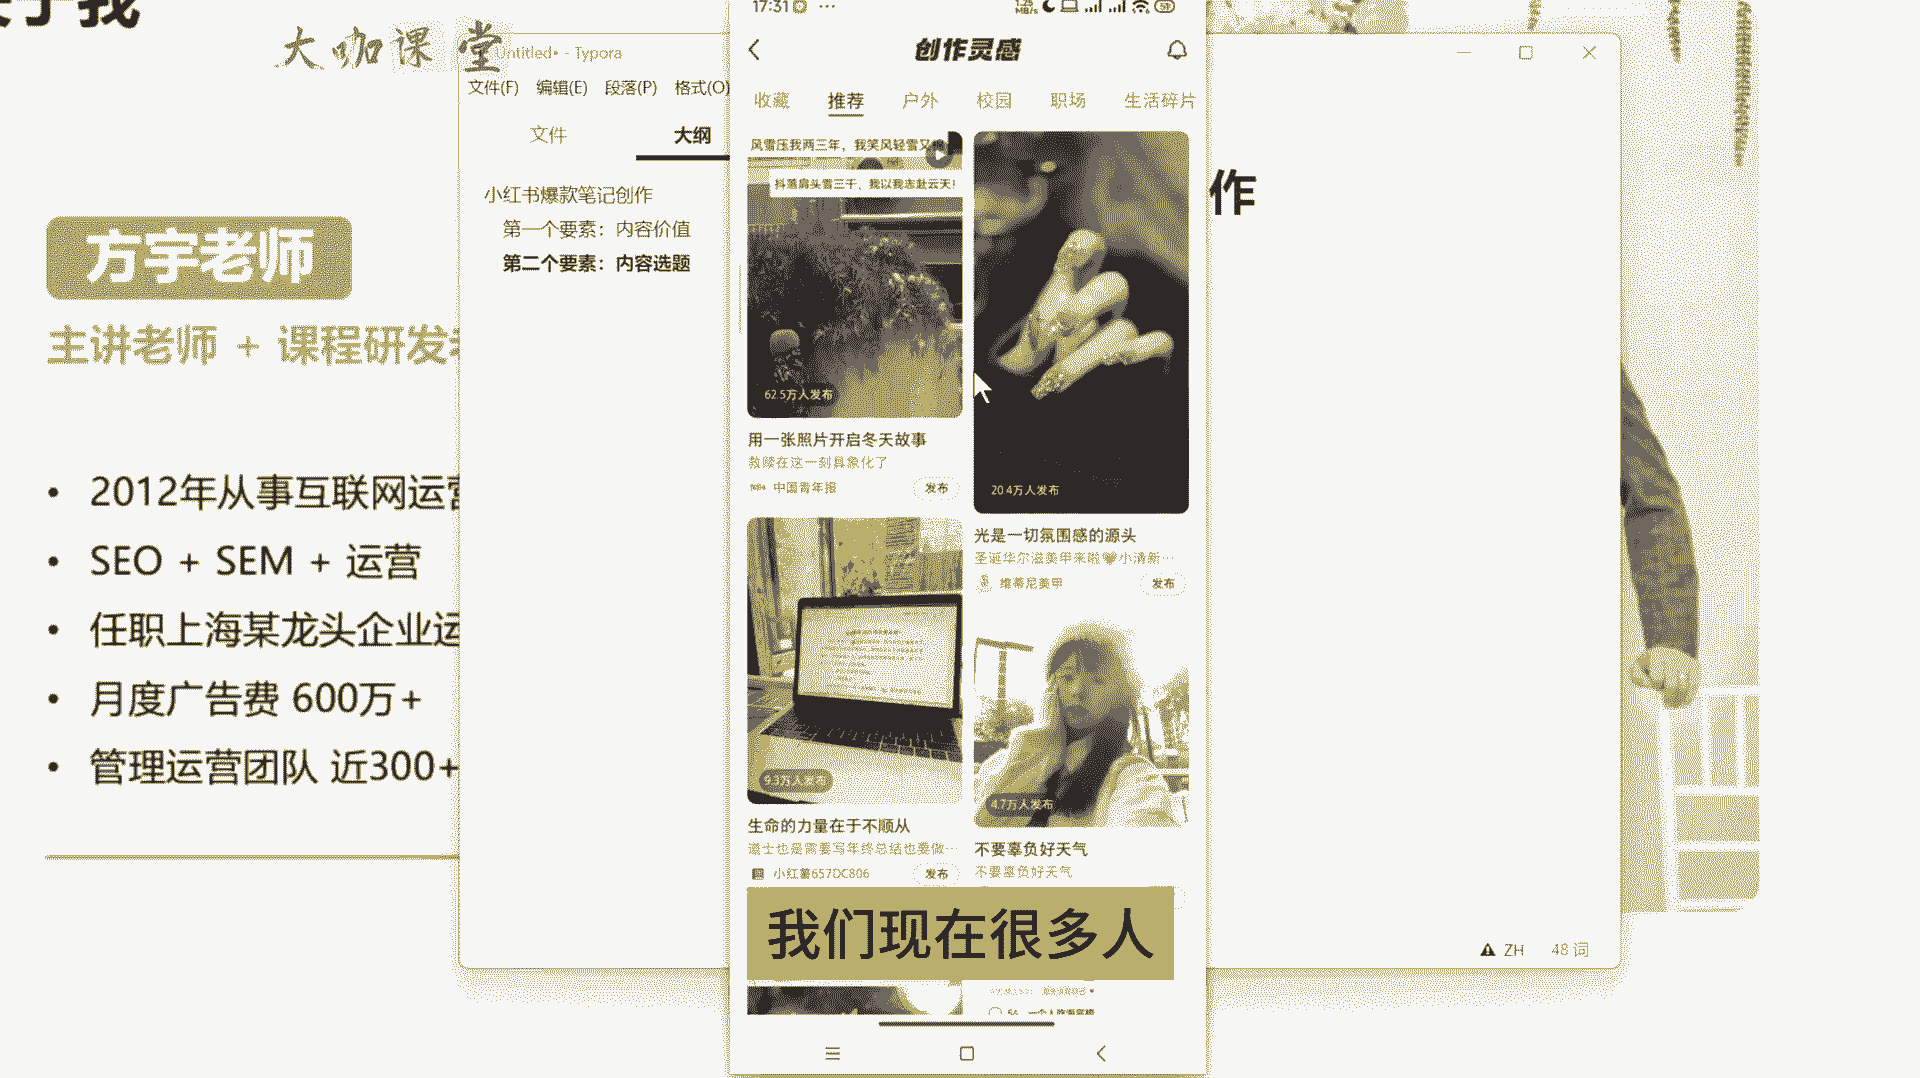 关于我
大咖课堂
方宇老师
主讲老师 + 课程研发老
2012年从事互联网运营
SEO + SEM + 运营
任职上海某龙头企业运
月度广告费 600万+
管理运营团队 近300+
Untitled• - Typora
文件(F) 编辑(E) 段落(P) 格式(O)
文件 大纲
小红书爆款笔记创作
第一个要素：内容价值
第二个要素：内容选题
作
ZH 48 词
17:31
创作灵感
收藏 推荐 户外 校园 职场 生活碎片
风雪压我两三年，我笑风轻雪又
抖落肩头雪三千，我以我志赴云天！
62.5万人发布
用一张照片开启冬天故事
救赎在这一刻具象化了
中国青年报 发布
20.4万人发布
光是一切氛围感的源头
圣诞华尔滋美甲来啦小清新…
维蒂尼美甲 发布
9.3万人发布
生命的力量在于不顺从
道士也是需要写年终总结也要做…
小红薯657DC806 发布
4.7万人发布
不要辜负好天气
不要辜负好天气
我们现在很多人